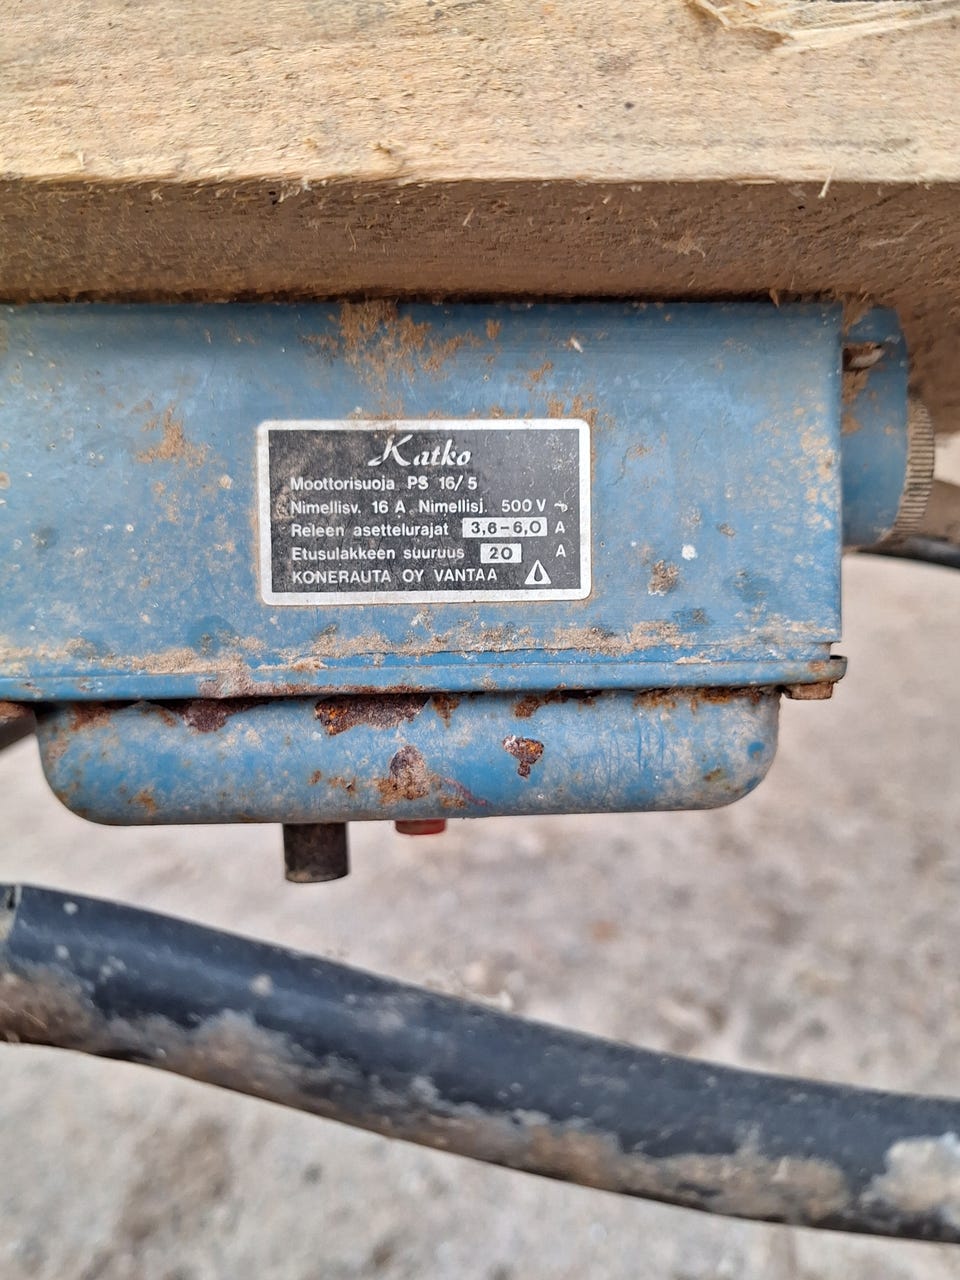 Katko
Moottorisuoja PS 16/5
Nimellisv. 16 A Nimellisj. 500 V ~
Releen asettelurajat 3,6-6,0 A
Etusulakkeen suuruus 20 A
KONERAUTA OY VANTAA